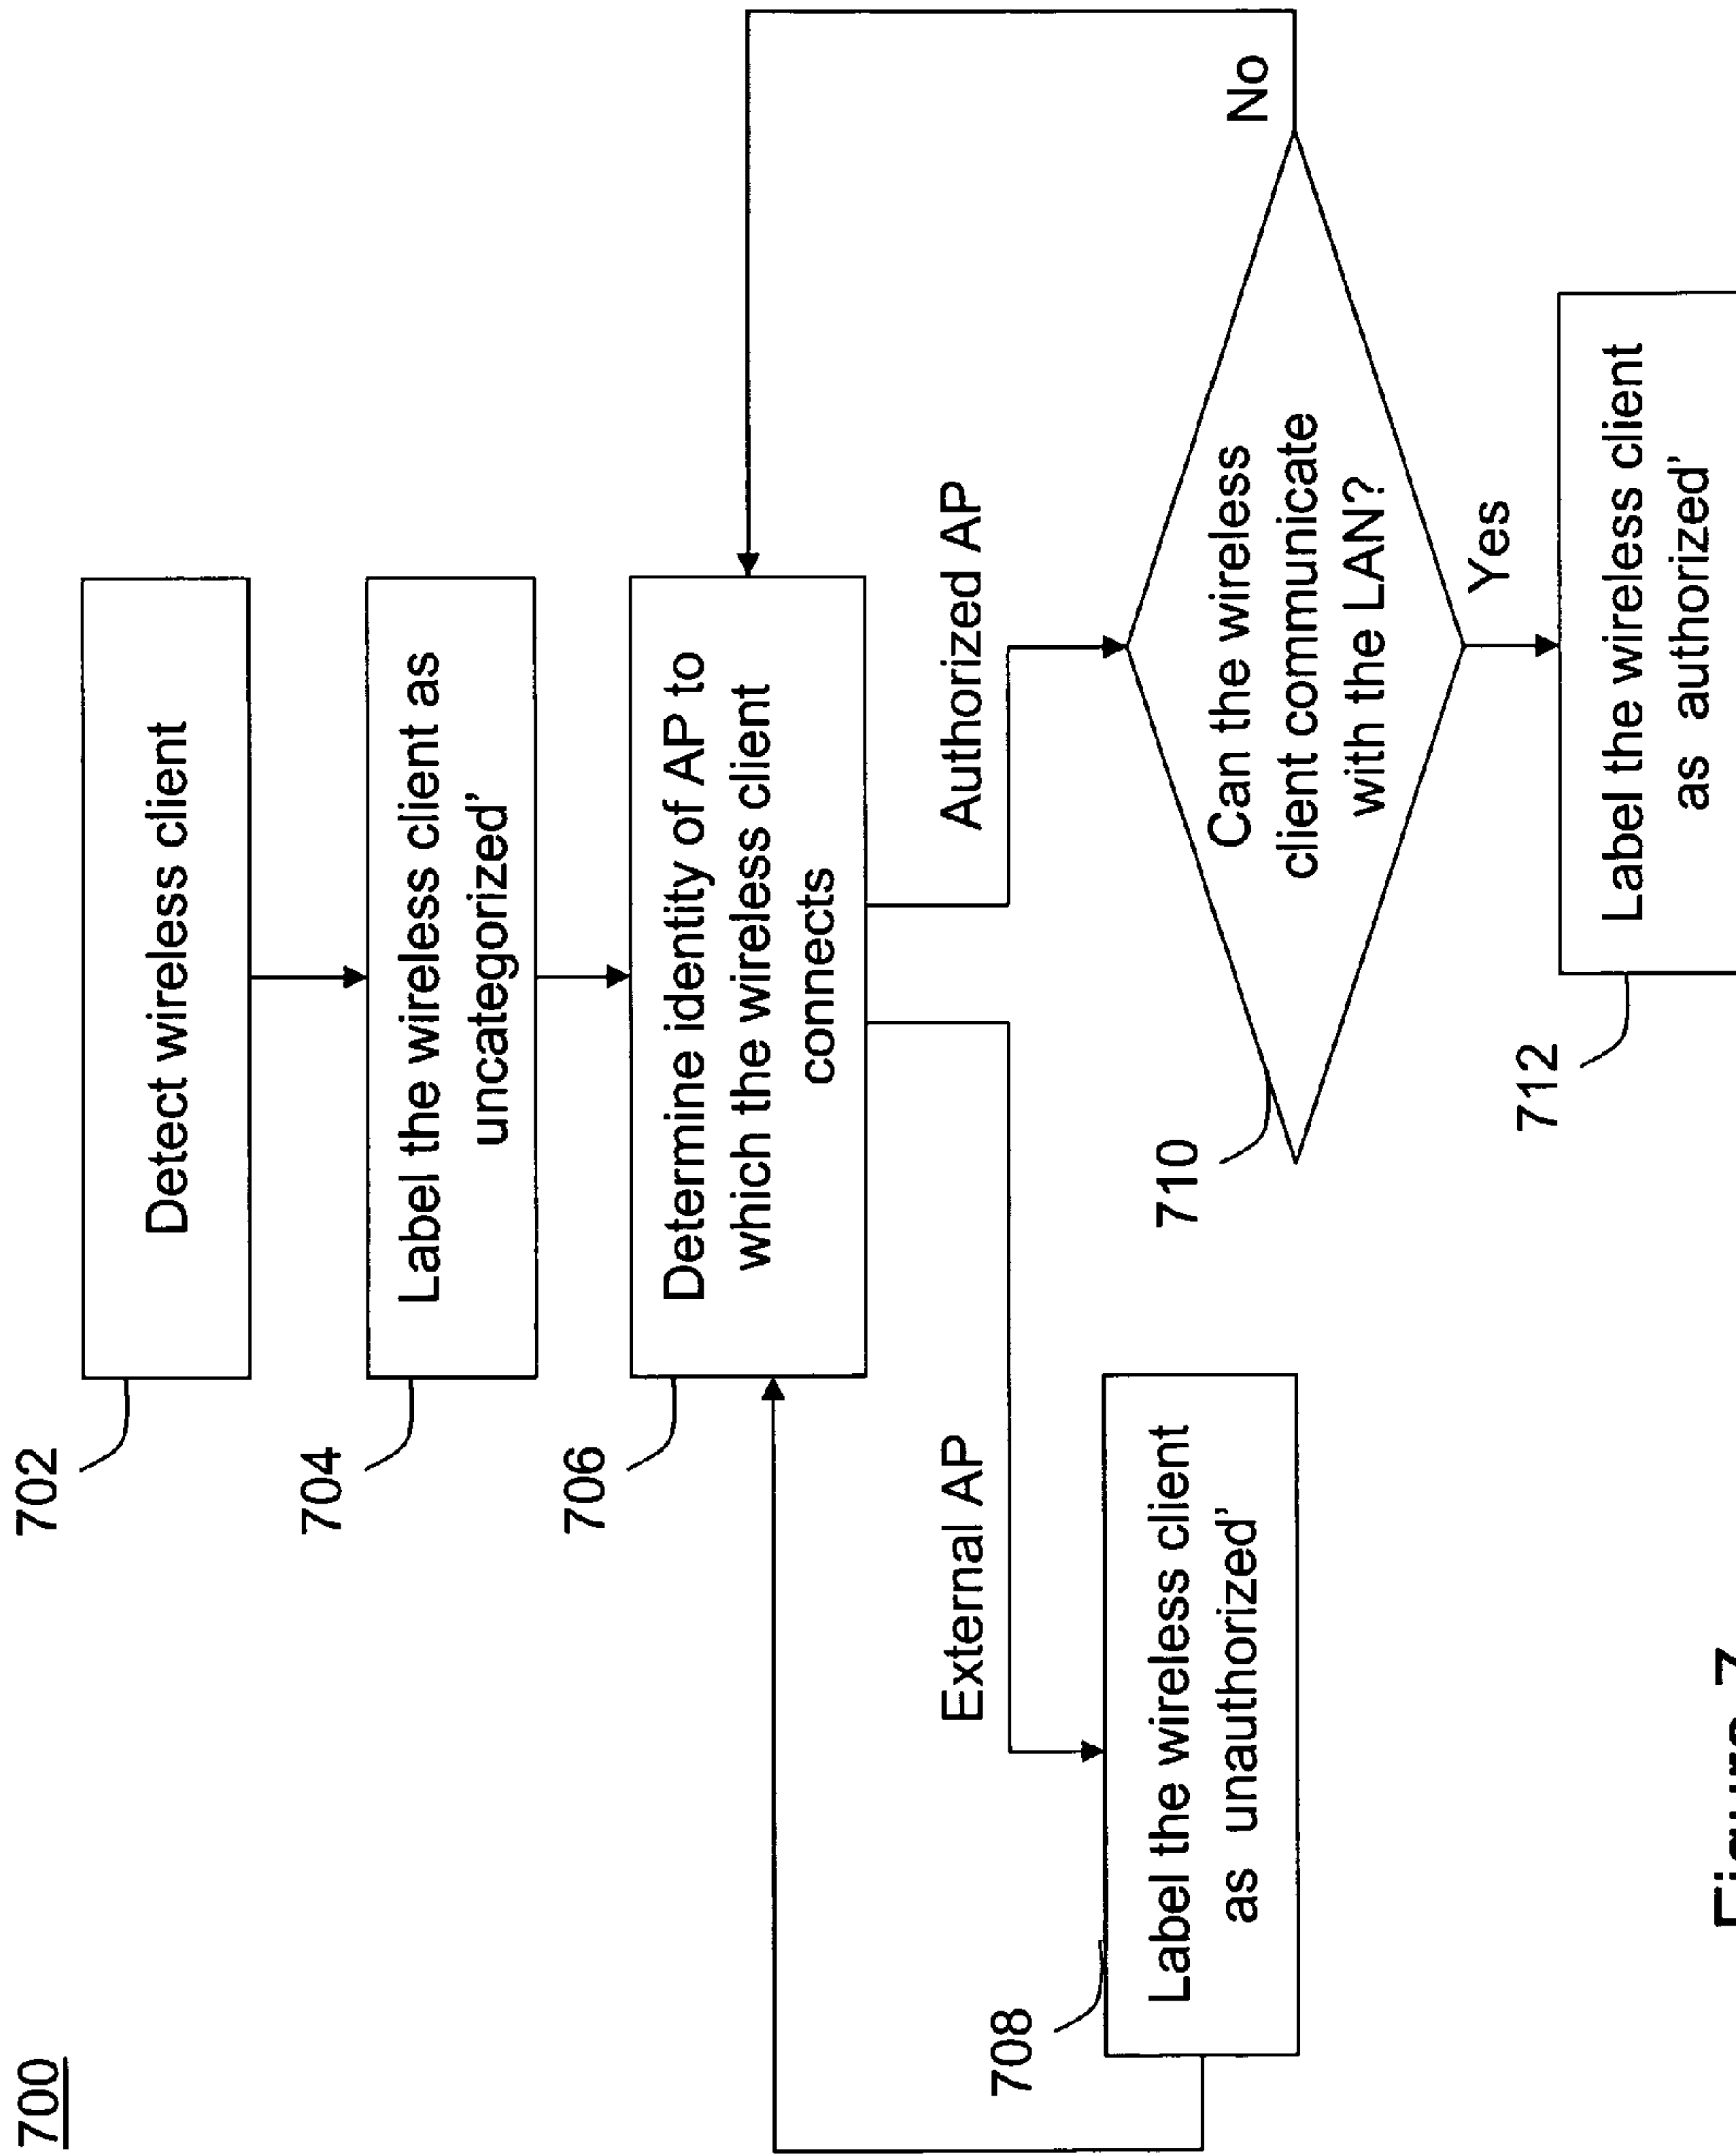 700
702
Detect wireless client
704
Label the wireless client as
uncategorized'
706
Determine identity of AP to
which the wireless client
connects
External AP
Authorized AP
708
Label the wireless client
as unauthorized'
710
Can the wireless
client communicate
with the LAN?
No
Yes
712
Label the wireless client
as authorized'
Figure 7